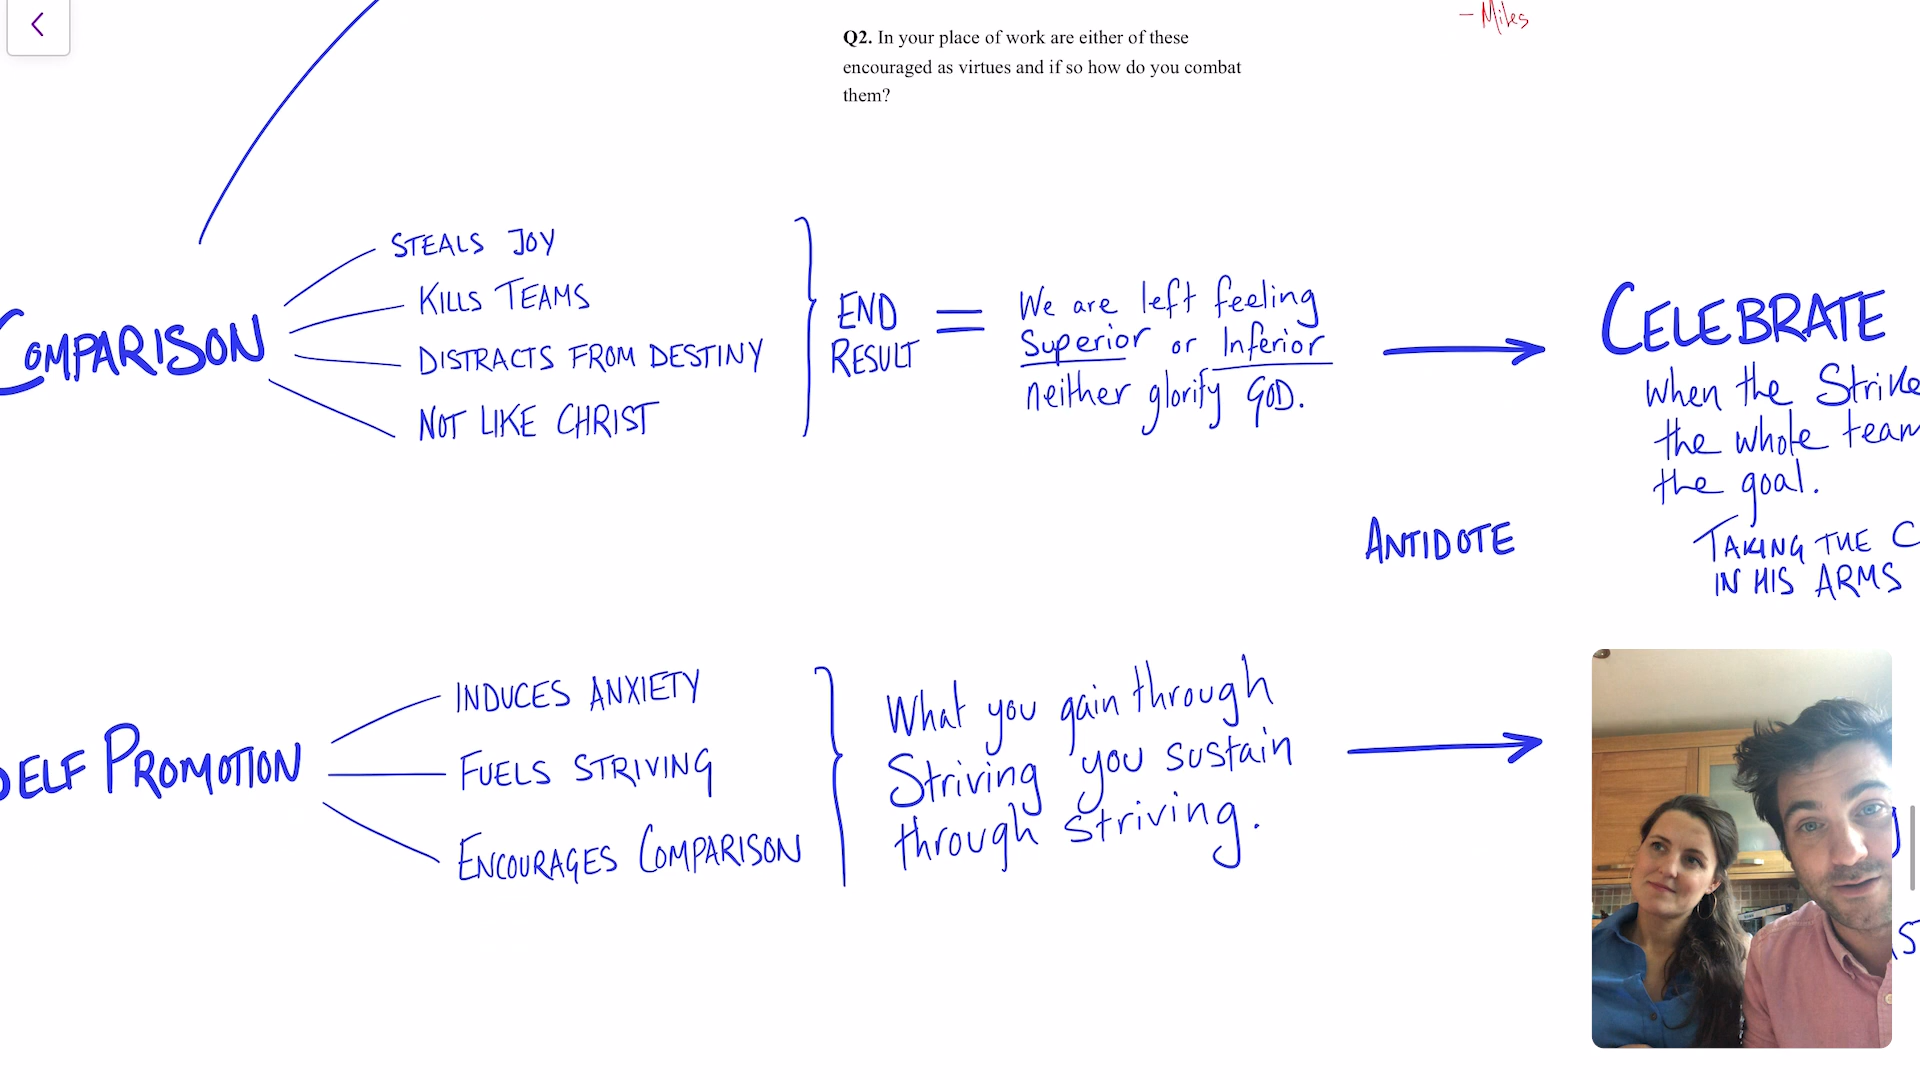 - Miles
Q2. In your place of work are either of these
encouraged as virtues and if so how do you combat
them?
COMPARISON
STEALS JOY
KILLS TEAMS
DISTRACTS FROM DESTINY
NOT LIKE CHRIST
END
RESULT
=
We are left feeling
Superior or Inferior
neither glorify GOD.
CELEBRATE
When the Strike
the whole team
the goal.
TAKING THE C
IN HIS ARMS
ANTIDOTE
SELF PROMOTION
INDUCES ANXIETY
FUELS STRIVING
ENCOURAGES COMPARISON
What you gain through
Striving you sustain
through striving.